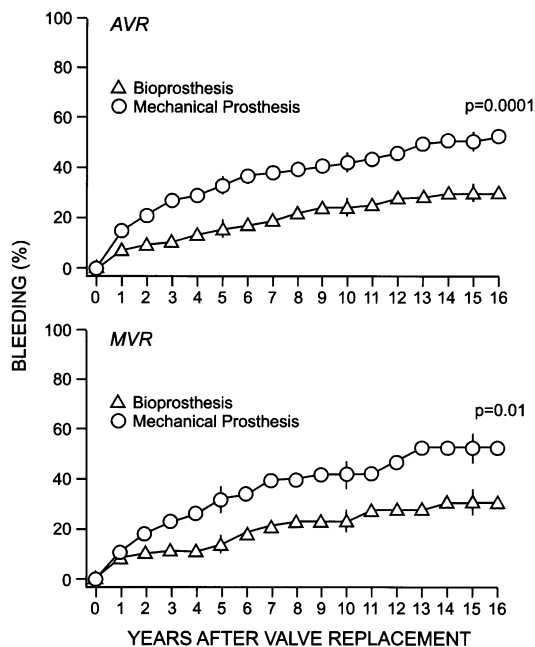 AVR
Bioprosthesis
Mechanical Prosthesis
p=0.0001
100
80
60
40
20
0
0 1 2 3 4 5 6 7 8 9 10 11 12 13 14 15 16
BLEEDING (%)
MVR
Bioprosthesis
Mechanical Prosthesis
p=0.01
100
80
60
40
20
0
0 1 2 3 4 5 6 7 8 9 10 11 12 13 14 15 16
YEARS AFTER VALVE REPLACEMENT